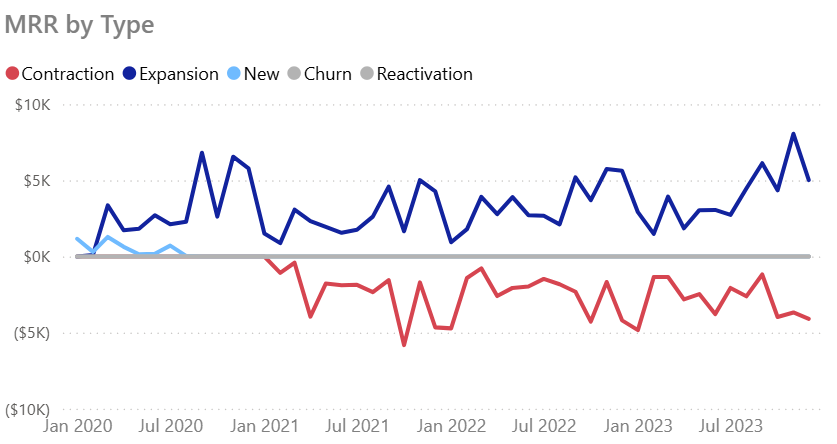 MRR by Type
Contraction Expansion New Churn Reactivation
$10K
$5K
$0K
($5K)
($10K)
Jan 2020 Jul 2020 Jan 2021 Jul 2021 Jan 2022 Jul 2022 Jan 2023 Jul 2023